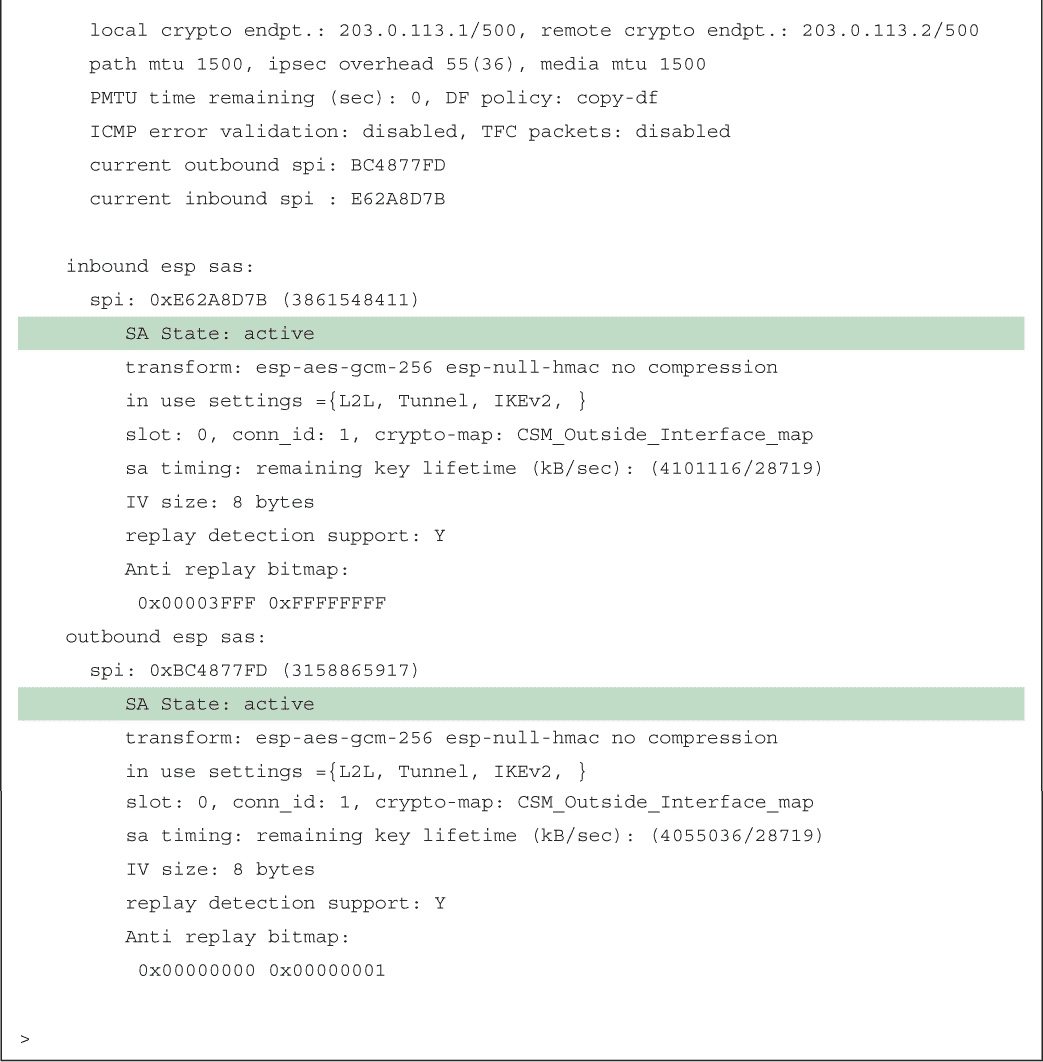 local crypto endpt.: 203.0.113.1/500, remote crypto endpt.: 203.0.113.2/500
path mtu 1500, ipsec overhead 55(36), media mtu 1500
PMTU time remaining (sec): 0, DF policy: copy-df
ICMP error validation: disabled, TFC packets: disabled
current outbound spi: BC4877FD
current inbound spi : E62A8D7B
inbound esp sas:
spi: 0xE62A8D7B (3861548411)
SA State: active
transform: esp-aes-gcm-256 esp-null-hmac no compression
in use settings ={L2L, Tunnel, IKEv2, }
slot: 0, conn_id: 1, crypto-map: CSM_Outside_Interface_map
sa timing: remaining key lifetime (kB/sec): (4101116/28719)
IV size: 8 bytes
replay detection support: Y
Anti replay bitmap:
0x00003FFF 0xFFFFFFFF
outbound esp sas:
spi: 0xBC4877FD (3158865917)
SA State: active
transform: esp-aes-gcm-256 esp-null-hmac no compression
in use settings ={L2L, Tunnel, IKEv2, }
slot: 0, conn_id: 1, crypto-map: CSM_Outside_Interface_map
sa timing: remaining key lifetime (kB/sec): (4055036/28719)
IV size: 8 bytes
replay detection support: Y
Anti replay bitmap:
0x00000000 0x00000001
>